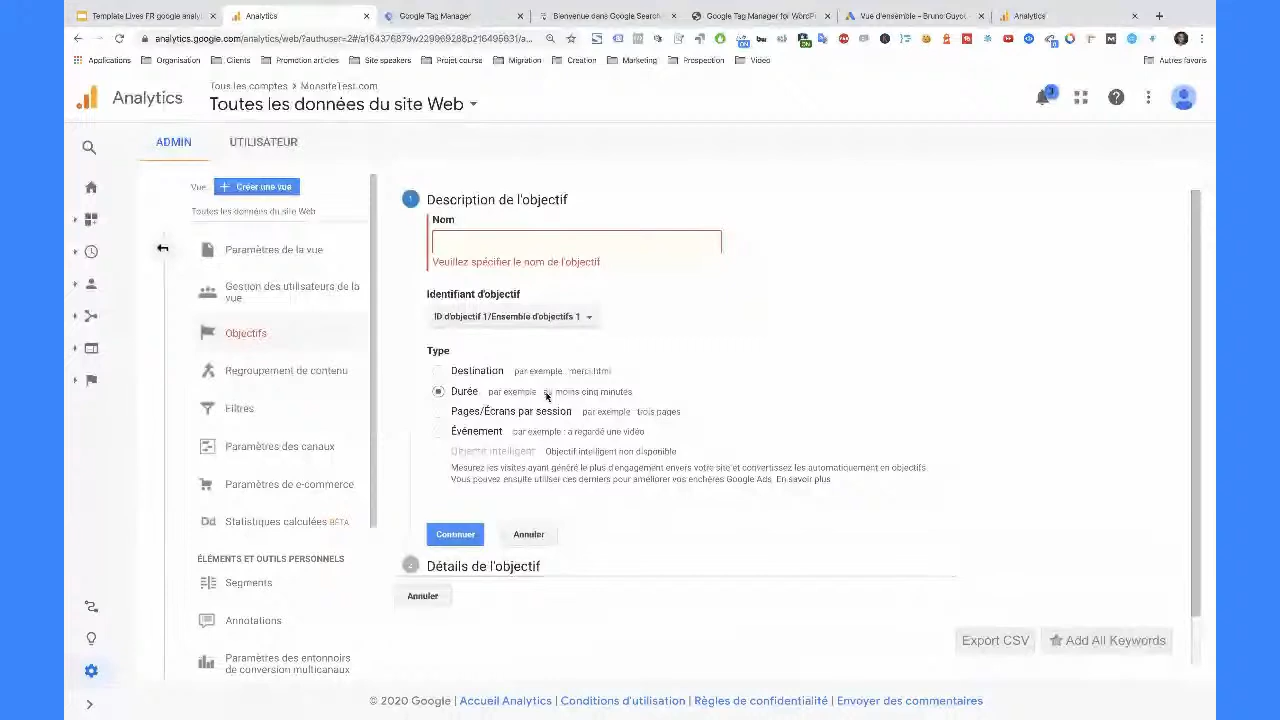 Template Lives FR google analyt
Analytics
Google Tag Manager
Bienvenue dans Google Search
Google Tag Manager for WordPr
Vue d'ensemble – Bruno Guyot
Analytics
analytics.google.com/analytics/web/?authuser=2#/a164376879w229969288p216495631/a...
Applications
Organisation
Clients
Promotion articles
Site speakers
Projet course
Migration
Creation
Marketing
Prospection
Video
Autres favoris
Analytics
Tous les comptes > MonsiteTest.com
Toutes les données du site Web
ADMIN
UTILISATEUR
Vue
+ Créer une vue
Toutes les données du site Web
Paramètres de la vue
Gestion des utilisateurs de la
vue
Objectifs
Regroupement de contenu
Filtres
Paramètres des canaux
Paramètres de e-commerce
Dd
Statistiques calculées BETA
ÉLÉMENTS ET OUTILS PERSONNELS
Segments
Annotations
Paramètres des entonnoirs
de conversion multicanaux
1
Description de l'objectif
Nom
Veuillez spécifier le nom de l'objectif
Identifiant d'objectif
ID d'objectif 1/Ensemble d'objectifs 1
Type
Destination par exemple : merci.html
Durée par exemple : au moins cinq minutes
Pages/Écrans par session par exemple : trois pages
Événement par exemple : a regardé une vidéo
Objectif intelligent Objectif intelligent non disponible
Mesurez les visites ayant généré le plus d'engagement envers votre site et convertissez les automatiquement en objectifs.
Vous pouvez ensuite utiliser ces derniers pour améliorer vos enchères Google Ads. En savoir plus
Continuer
Annuler
2
Détails de l'objectif
Annuler
Export CSV
Add All Keywords
© 2020 Google | Accueil Analytics | Conditions d'utilisation | Règles de confidentialité | Envoyer des commentaires